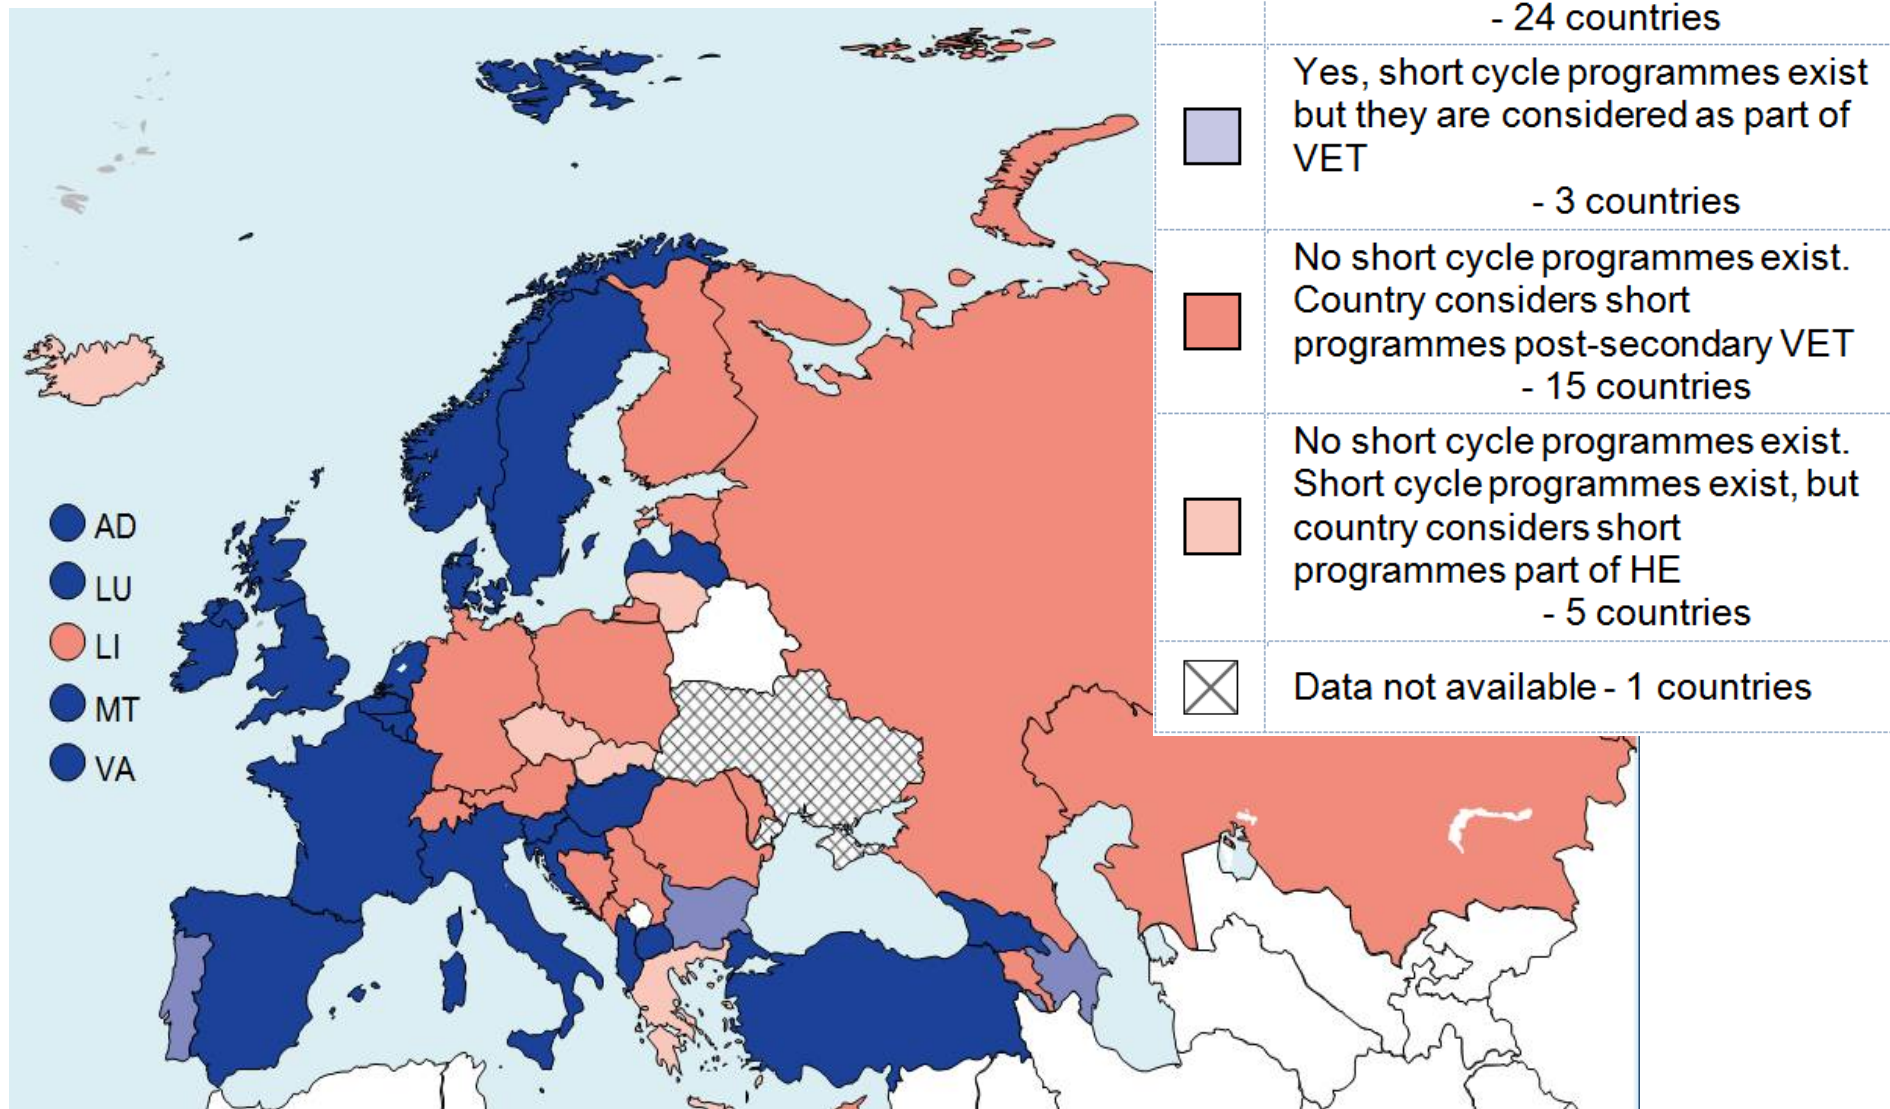 - 24 countries
Yes, short cycle programmes exist
but they are considered as part of
VET
- 3 countries
No short cycle programmes exist.
Country considers short
programmes post-secondary VET
- 15 countries
No short cycle programmes exist.
Short cycle programmes exist, but
country considers short
programmes part of HE
- 5 countries
Data not available - 1 countries
AD
LU
LI
MT
VA